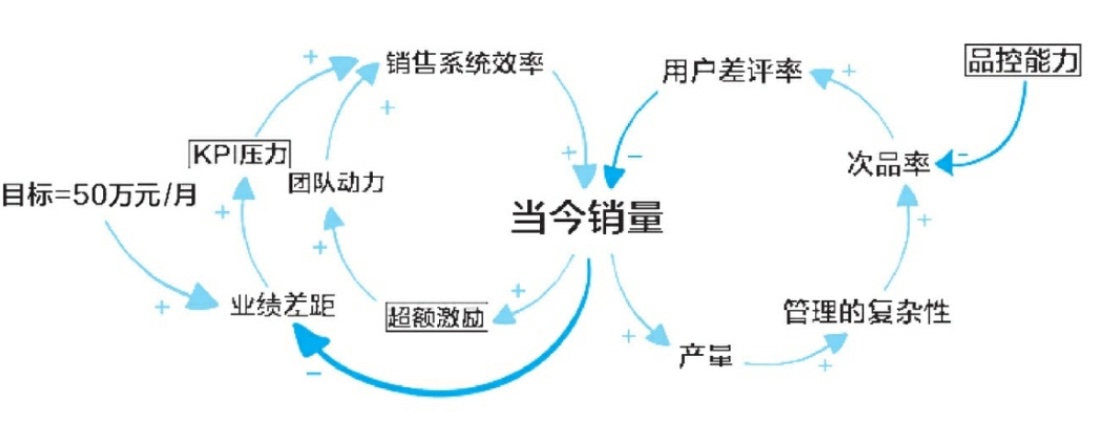 +
销售系统效率
用户差评率
+
品控能力
+
KPI压力
+
−
−
次品率
目标=50万元/月
团队动力
+
当今销量
+
+
+
业绩差距
超额激励
+
管理的复杂性
+
产量
−
+